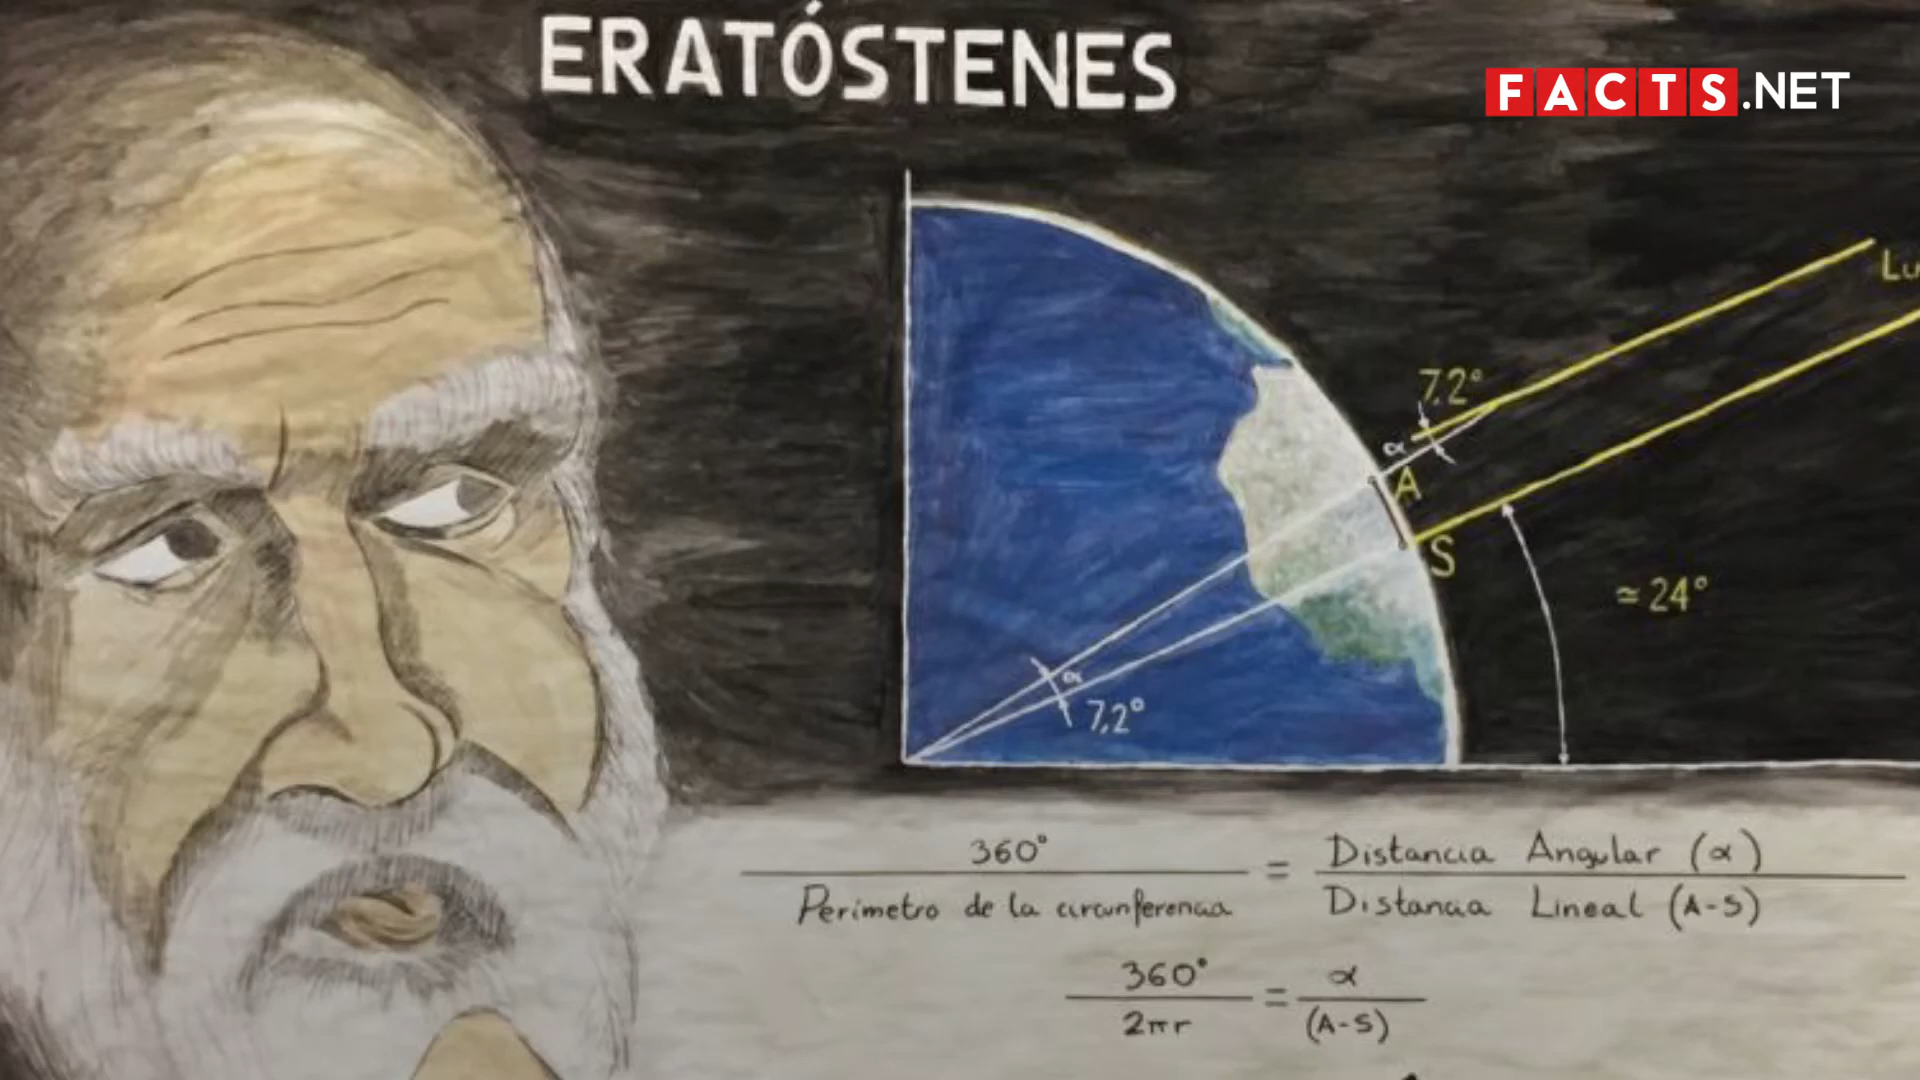 ERATÓSTENES
FACTS.NET
Lu
7,2°
α
A
S
≃ 24°
α
7,2°
360° / Perímetro de la circunferencia = Distancia Angular (α) / Distancia Lineal (A-S)
360° / 2πr = α / (A-S)